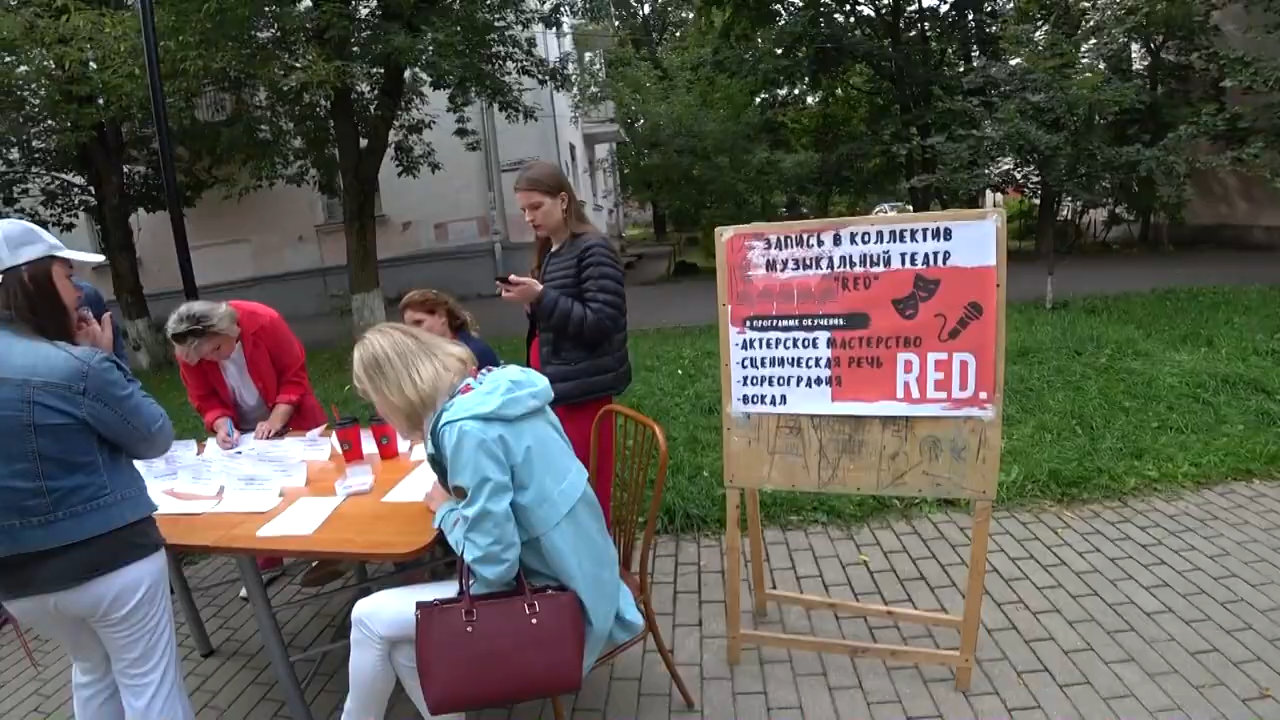 ЗАПИСЬ В КОЛЛЕКТИВ
МУЗЫКАЛЬНЫЙ ТЕАТР
"RED"
В ПРОГРАММЕ ОБУЧЕНИЯ:
-АКТЕРСКОЕ МАСТЕРСТВО
-СЦЕНИЧЕСКАЯ РЕЧЬ
-ХОРЕОГРАФИЯ
-ВОКАЛ
RED.